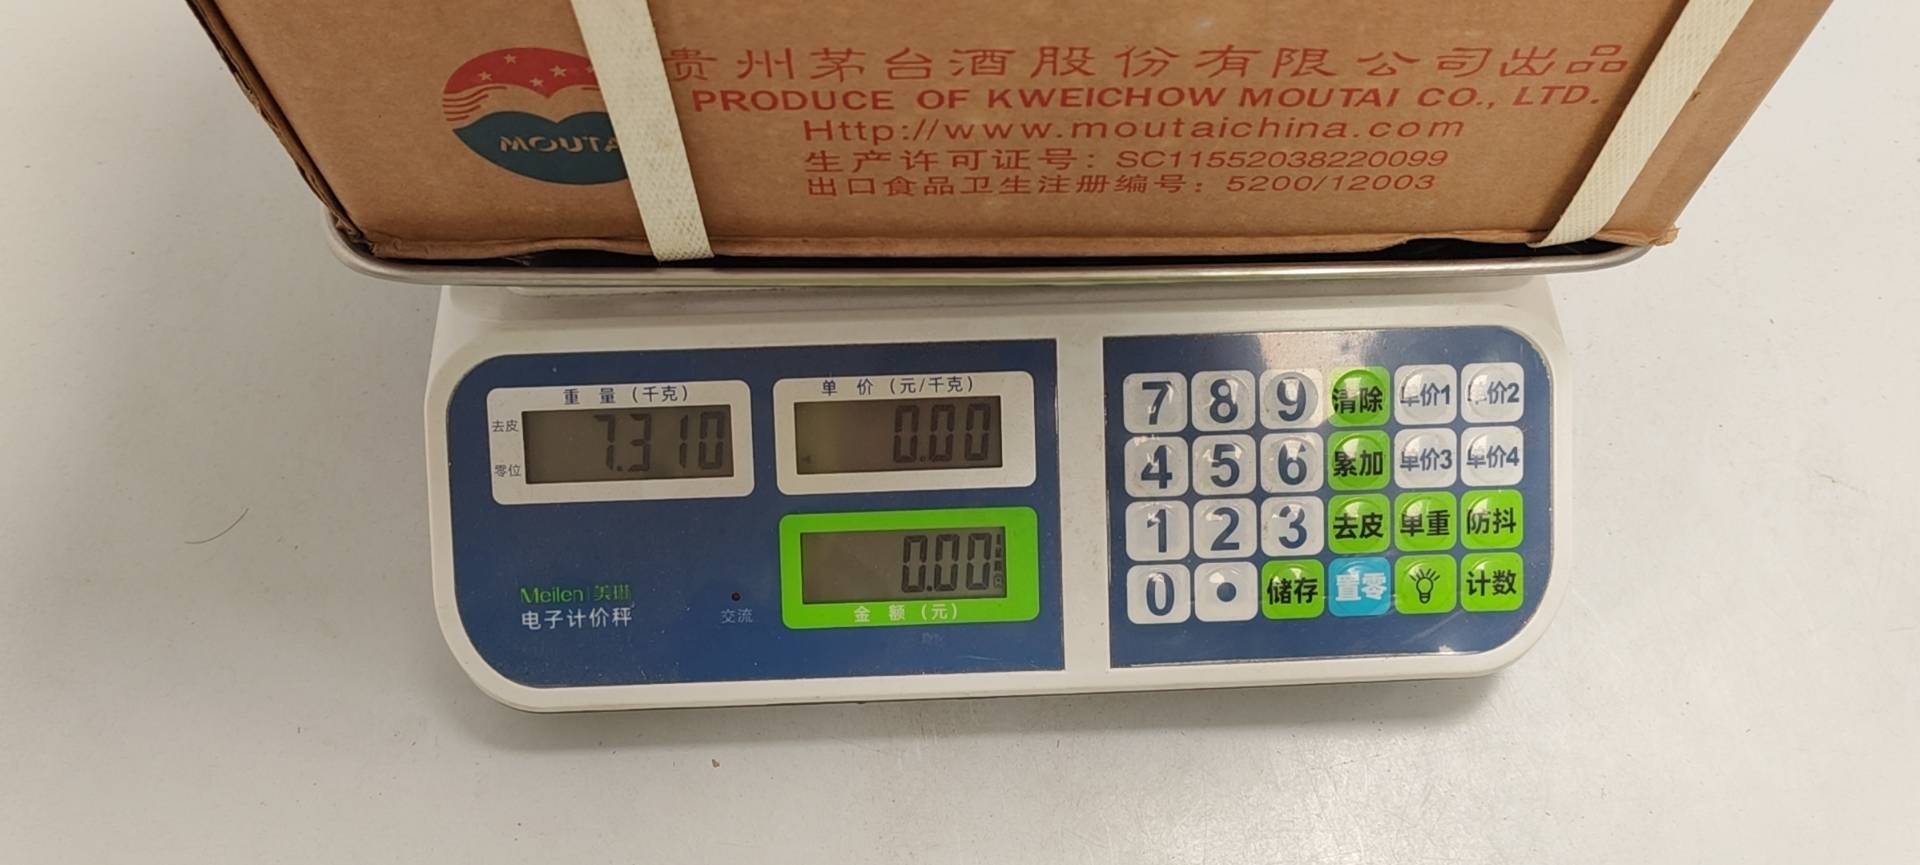 贵州茅台酒股份有限公司出品
PRODUCE OF KWEICHOW MOUTAI CO., LTD.
Http://www.moutaichina.com
生产许可证号：SC11552038220099
出口食品卫生注册编号：5200/12003
MOUTA
重 量（千克）
单 价（元/千克）
去皮
零位
7.310
0.00
0.00
金 额（元）
Meilen 美琳
电子计价秤
交流
7 8 9 清除 单价1 单价2
4 5 6 累加 单价3 单价4
1 2 3 去皮 单重 防抖
0 . 储存 置零 计数